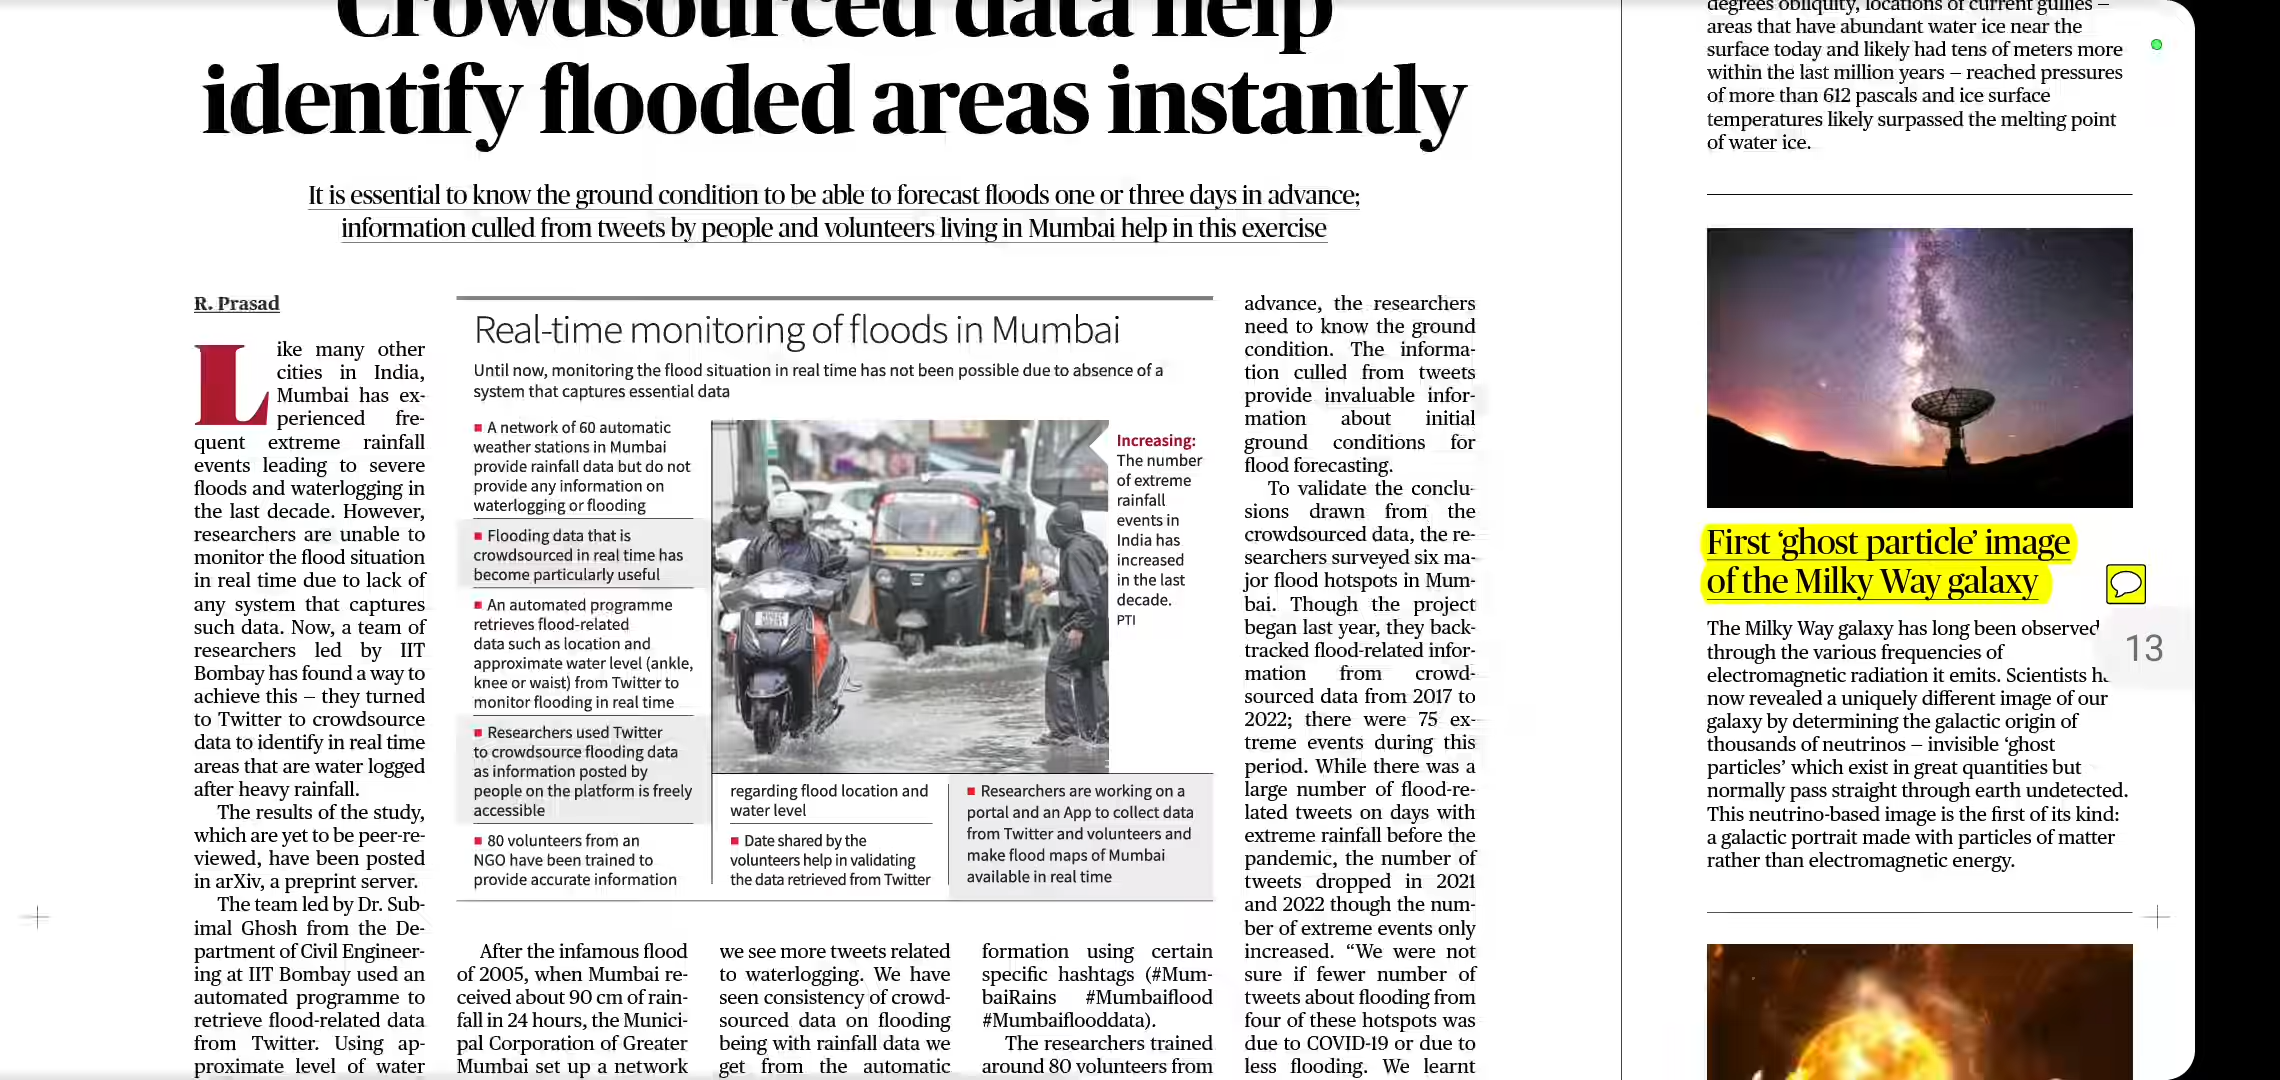 Crowdsourced data help
identify flooded areas instantly
It is essential to know the ground condition to be able to forecast floods one or three days in advance;
information culled from tweets by people and volunteers living in Mumbai help in this exercise
R. Prasad
Like many other
cities in India,
Mumbai has ex-
perienced fre-
quent extreme rainfall
events leading to severe
floods and waterlogging in
the last decade. However,
researchers are unable to
monitor the flood situation
in real time due to lack of
any system that captures
such data. Now, a team of
researchers led by IIT
Bombay has found a way to
achieve this — they turned
to Twitter to crowdsource
data to identify in real time
areas that are water logged
after heavy rainfall.
The results of the study,
which are yet to be peer-re-
viewed, have been posted
in arXiv, a preprint server.
The team led by Dr. Sub-
imal Ghosh from the De-
partment of Civil Engineer-
ing at IIT Bombay used an
automated programme to
retrieve flood-related data
from Twitter. Using ap-
proximate level of water
Real-time monitoring of floods in Mumbai
Until now, monitoring the flood situation in real time has not been possible due to absence of a
system that captures essential data
A network of 60 automatic
weather stations in Mumbai
provide rainfall data but do not
provide any information on
waterlogging or flooding
Flooding data that is
crowdsourced in real time has
become particularly useful
An automated programme
retrieves flood-related
data such as location and
approximate water level (ankle,
knee or waist) from Twitter to
monitor flooding in real time
Researchers used Twitter
to crowdsource flooding data
as information posted by
people on the platform is freely
accessible
80 volunteers from an
NGO have been trained to
provide accurate information
regarding flood location and
water level
Date shared by the
volunteers help in validating
the data retrieved from Twitter
Researchers are working on a
portal and an App to collect data
from Twitter and volunteers and
make flood maps of Mumbai
available in real time
Increasing:
The number
of extreme
rainfall
events in
India has
increased
in the last
decade.
PTI
After the infamous flood
of 2005, when Mumbai re-
ceived about 90 cm of rain-
fall in 24 hours, the Munici-
pal Corporation of Greater
Mumbai set up a network
we see more tweets related
to waterlogging. We have
seen consistency of crowd-
sourced data on flooding
being with rainfall data we
get from the automatic
formation using certain
specific hashtags (#Mum-
baiRains #Mumbaiflood
#Mumbaiflooddata).
The researchers trained
around 80 volunteers from
advance, the researchers
need to know the ground
condition. The informa-
tion culled from tweets
provide invaluable infor-
mation about initial
ground conditions for
flood forecasting.
To validate the conclu-
sions drawn from the
crowdsourced data, the re-
searchers surveyed six ma-
jor flood hotspots in Mum-
bai. Though the project
began last year, they back-
tracked flood-related infor-
mation from crowd-
sourced data from 2017 to
2022; there were 75 ex-
treme events during this
period. While there was a
large number of flood-re-
lated tweets on days with
extreme rainfall before the
pandemic, the number of
tweets dropped in 2021
and 2022 though the num-
ber of extreme events only
increased. “We were not
sure if fewer number of
tweets about flooding from
four of these hotspots was
due to COVID-19 or due to
less flooding. We learnt
degrees obliquity, locations of current gullies —
areas that have abundant water ice near the
surface today and likely had tens of meters more
within the last million years — reached pressures
of more than 612 pascals and ice surface
temperatures likely surpassed the melting point
of water ice.
First ‘ghost particle’ image
of the Milky Way galaxy
The Milky Way galaxy has long been observed
through the various frequencies of
electromagnetic radiation it emits. Scientists
now revealed a uniquely different image of our
galaxy by determining the galactic origin of
thousands of neutrinos — invisible ‘ghost
particles’ which exist in great quantities but
normally pass straight through earth undetected.
This neutrino-based image is the first of its kind:
a galactic portrait made with particles of matter
rather than electromagnetic energy.
13